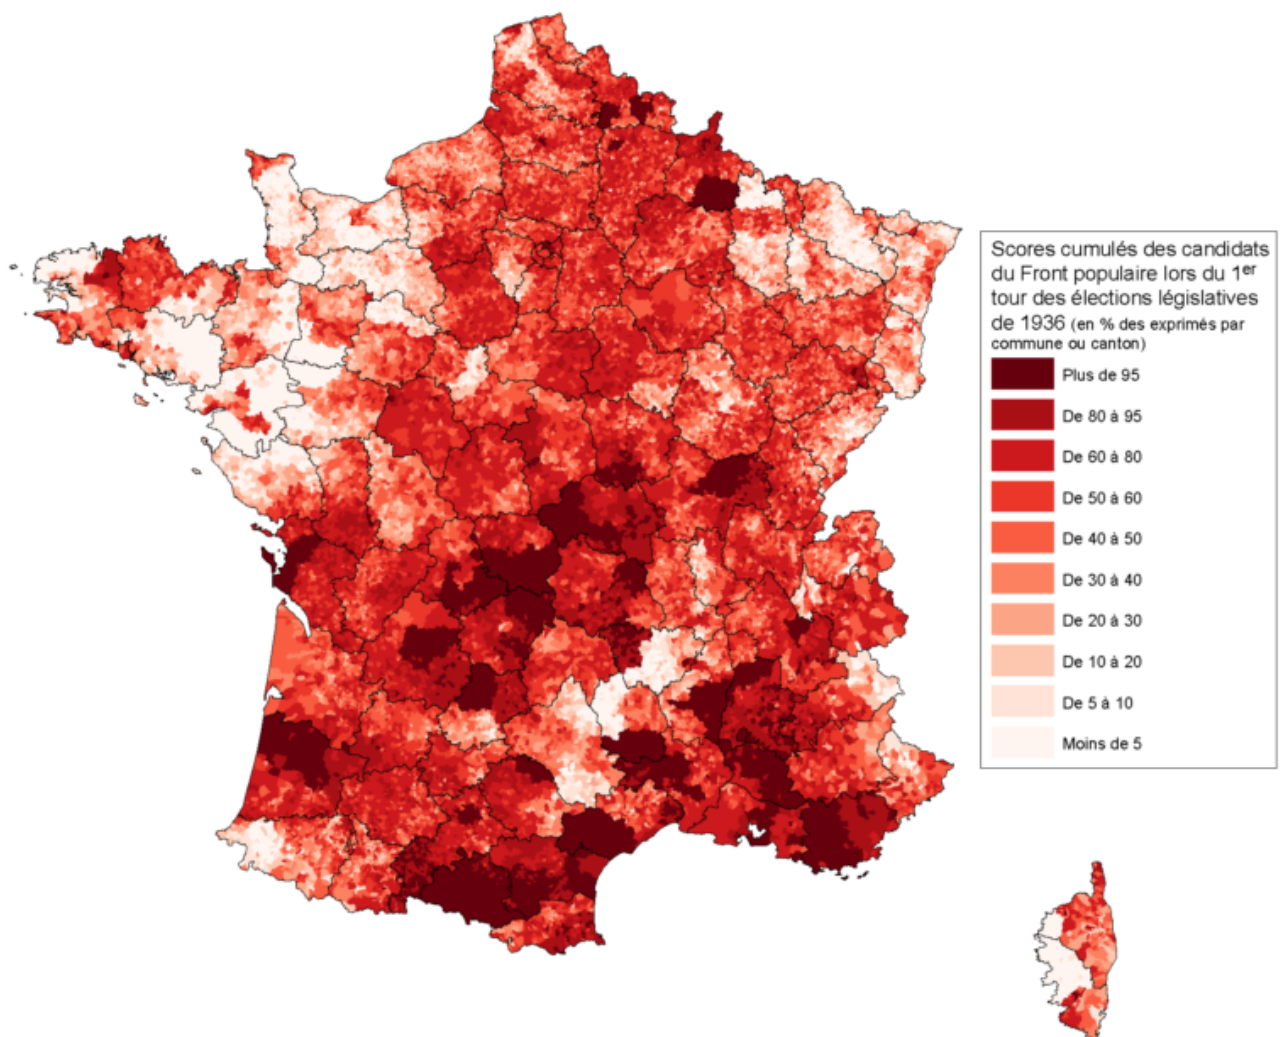 Scores cumulés des candidats
du Front populaire lors du 1er
tour des élections législatives
de 1936 (en % des exprimés par
commune ou canton)
Plus de 95
De 80 à 95
De 60 à 80
De 50 à 60
De 40 à 50
De 30 à 40
De 20 à 30
De 10 à 20
De 5 à 10
Moins de 5